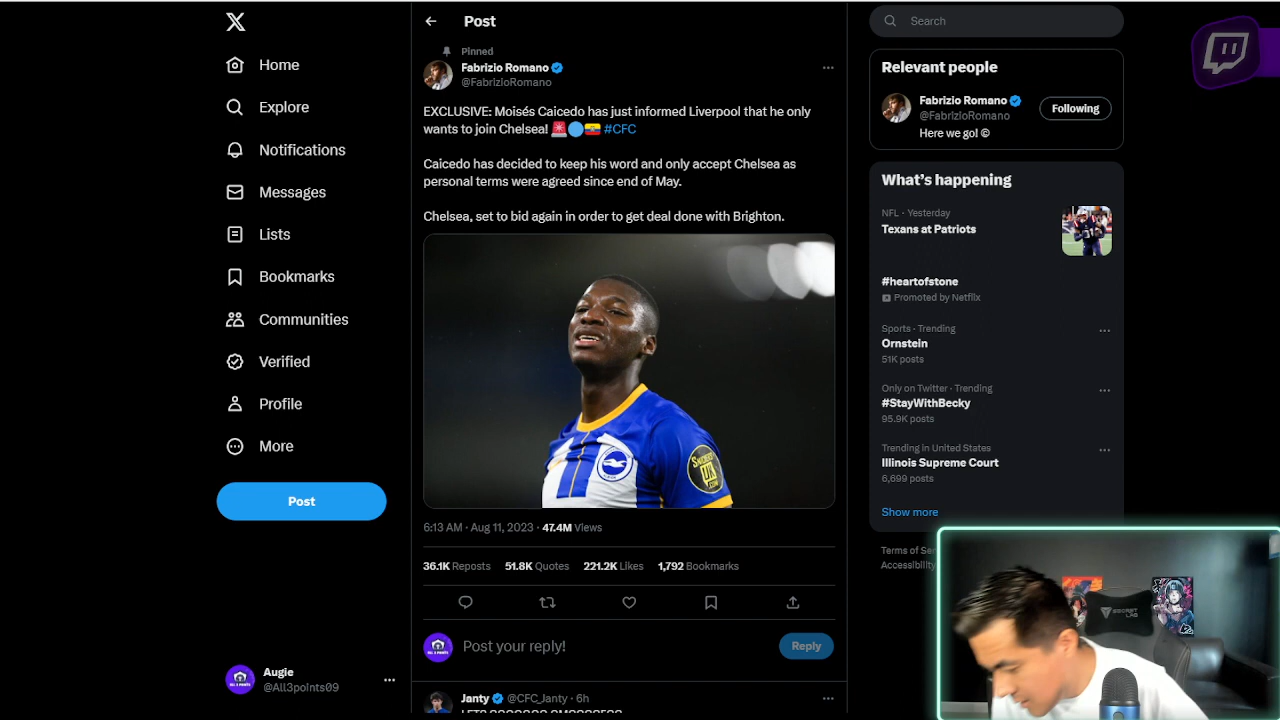 Home
Explore
Notifications
Messages
Lists
Bookmarks
Communities
Verified
Profile
More
Post
Augie
@All3points09
Post
Pinned
Fabrizio Romano
@FabrizioRomano
EXCLUSIVE: Moisés Caicedo has just informed Liverpool that he only
wants to join Chelsea! 🚨🔵🇪🇨 #CFC
Caicedo has decided to keep his word and only accept Chelsea as
personal terms were agreed since end of May.
Chelsea, set to bid again in order to get deal done with Brighton.
6:13 AM · Aug 11, 2023 · 47.4M Views
36.1K Reposts 51.8K Quotes 221.2K Likes 1,792 Bookmarks
Post your reply!
Reply
Janty @CFC_Janty · 6h
Search
Relevant people
Fabrizio Romano
@FabrizioRomano
Following
Here we go! ©
What's happening
NFL · Yesterday
Texans at Patriots
#heartofstone
Promoted by Netflix
Sports · Trending
Ornstein
51K posts
Only on Twitter · Trending
#StayWithBecky
95.9K posts
Trending in United States
Illinois Supreme Court
6,699 posts
Show more
Terms of Ser
Accessibility
SECRET
LAB